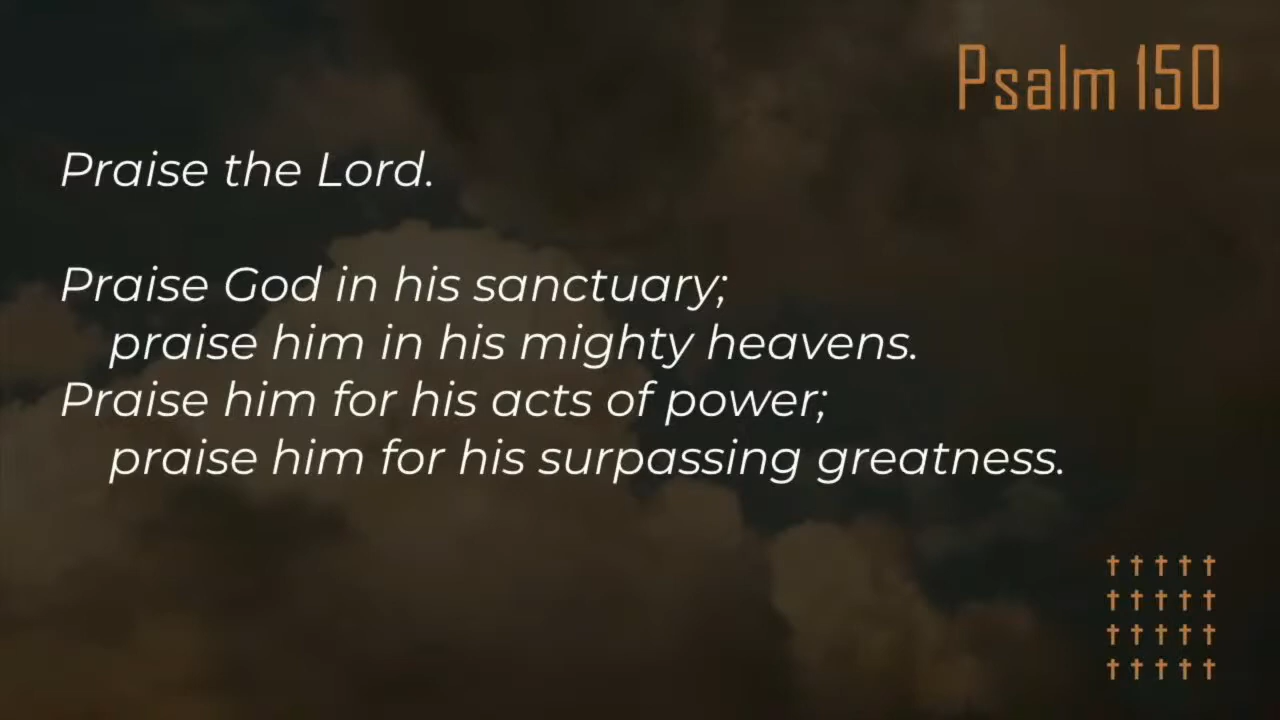 Psalm 150
Praise the Lord.
Praise God in his sanctuary;
praise him in his mighty heavens.
Praise him for his acts of power;
praise him for his surpassing greatness.